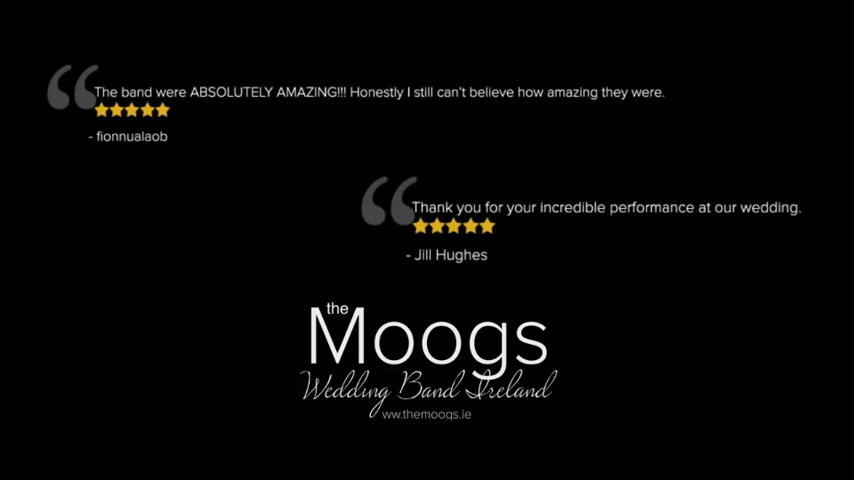 The band were ABSOLUTELY AMAZING!!! Honestly I still can't believe how amazing they were.
- fionnualaob
Thank you for your incredible performance at our wedding.
- Jill Hughes
the
Moogs
Wedding Band Ireland
ww.themoogs.ie